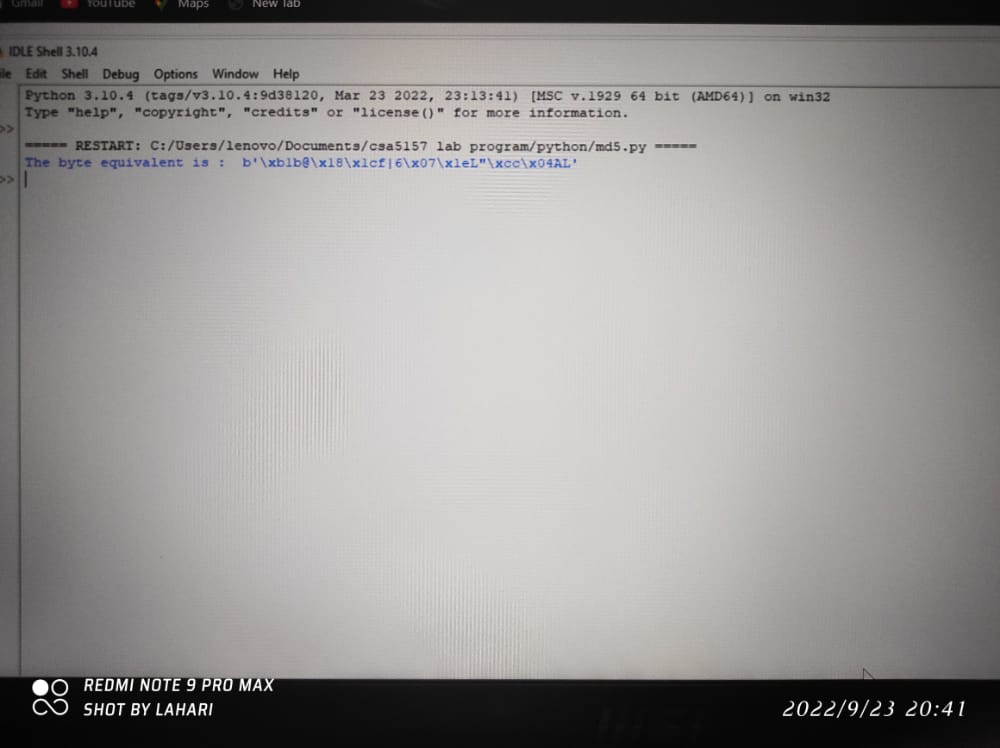 Gmail YouTube Maps New Tab
IDLE Shell 3.10.4
ile Edit Shell Debug Options Window Help
Python 3.10.4 (tags/v3.10.4:9d38120, Mar 23 2022, 23:13:41) [MSC v.1929 64 bit (AMD64)] on win32
Type "help", "copyright", "credits" or "license()" for more information.
>>
===== RESTART: C:/Users/lenovo/Documents/csa5157 lab program/python/md5.py =====
The byte equivalent is :  b'\xb1b@\x18\x1cf|6\x07\x1eL"\xcc\x04AL'
>>
REDMI NOTE 9 PRO MAX
SHOT BY LAHARI
2022/9/23 20:41